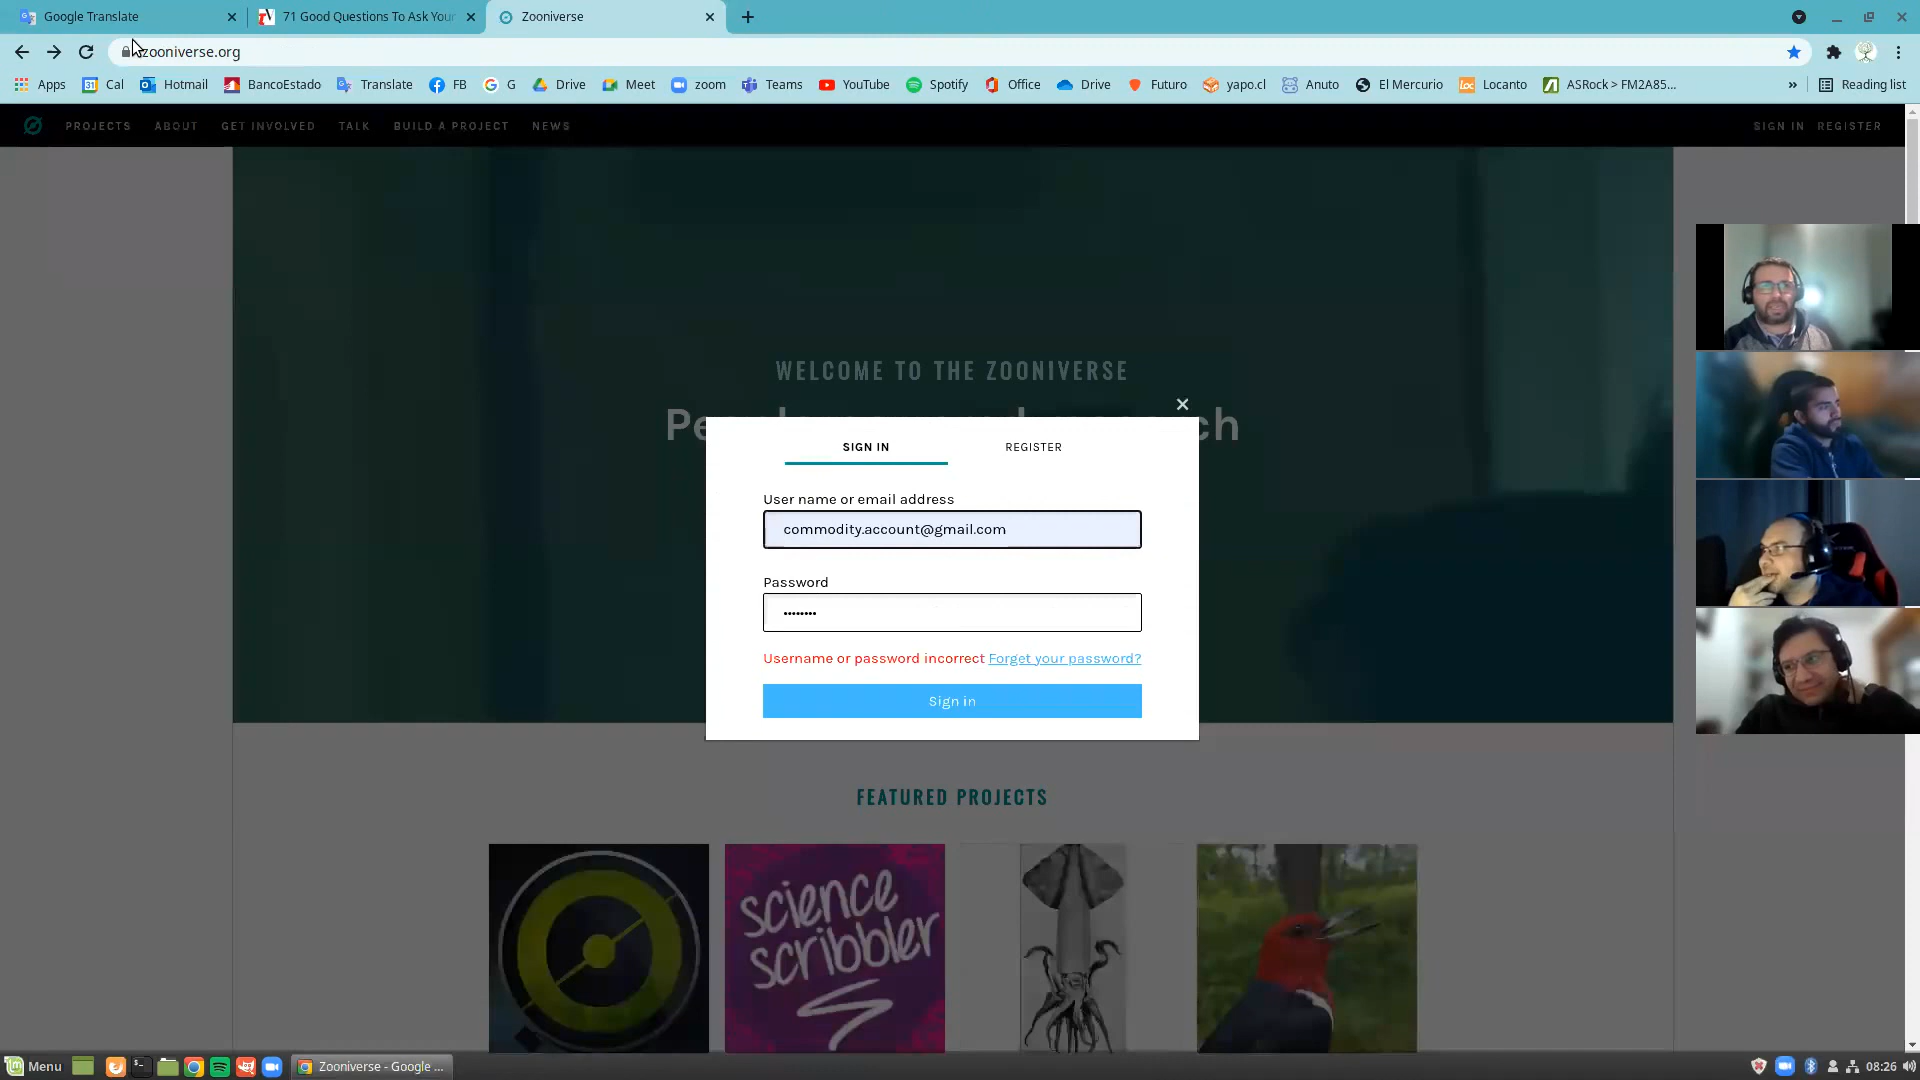 Google Translate
71 Good Questions To Ask Your
Zooniverse
zooniverse.org
Apps
Cal
Hotmail
BancoEstado
Translate
FB
G
Drive
Meet
zoom
Teams
YouTube
Spotify
Office
Drive
Futuro
yapo.cl
Anuto
El Mercurio
Locanto
ASRock > FM2A85...
»
Reading list
PROJECTS
ABOUT
GET INVOLVED
TALK
BUILD A PROJECT
NEWS
SIGN IN
REGISTER
WELCOME TO THE ZOONIVERSE
SIGN IN
REGISTER
User name or email address
commodity.account@gmail.com
Password
••••••••
Username or password incorrect Forget your password?
Sign in
FEATURED PROJECTS
science
scribbler
Menu
Zooniverse - Google ...
08:26